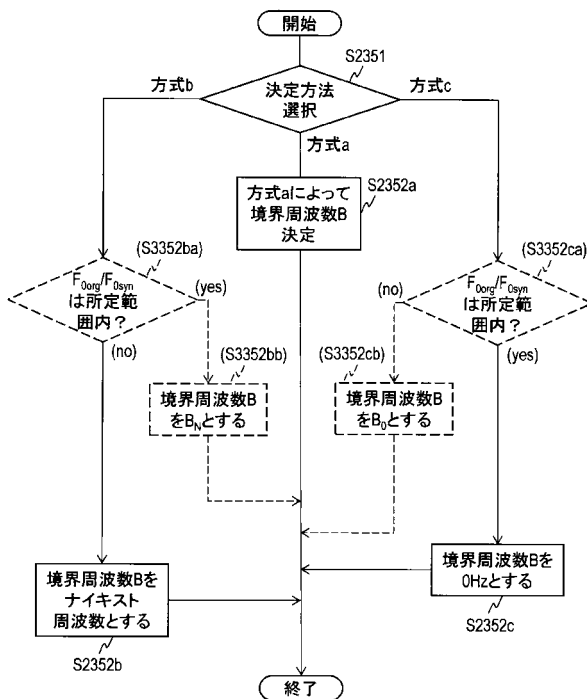 開始
S2351
方式b
決定方法
選択
方式c
方式a
S2352a
方式aによって
境界周波数B
決定
(S3352ba)
F0org/F0syn
は所定範
囲内?
(yes)
(no)
(S3352ca)
F0org/F0syn
は所定範
囲内?
(no)
(yes)
(S3352bb)
境界周波数B
をBNとする
(S3352cb)
境界周波数B
をB0とする
境界周波数Bを
ナイキスト
周波数とする
S2352b
境界周波数Bを
0Hzとする
S2352c
終了